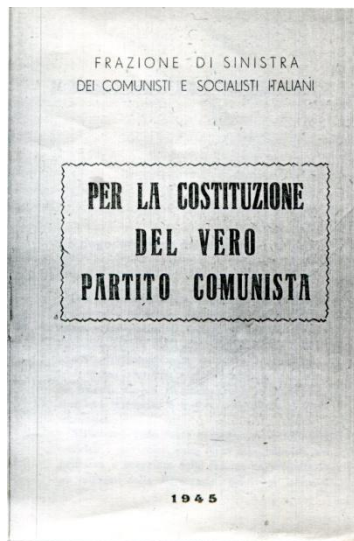 FRAZIONE DI SINISTRA
DEI COMUNISTI E SOCIALISTI ITALIANI
PER LA COSTITUZIONE
DEL VERO
PARTITO COMUNISTA
1945